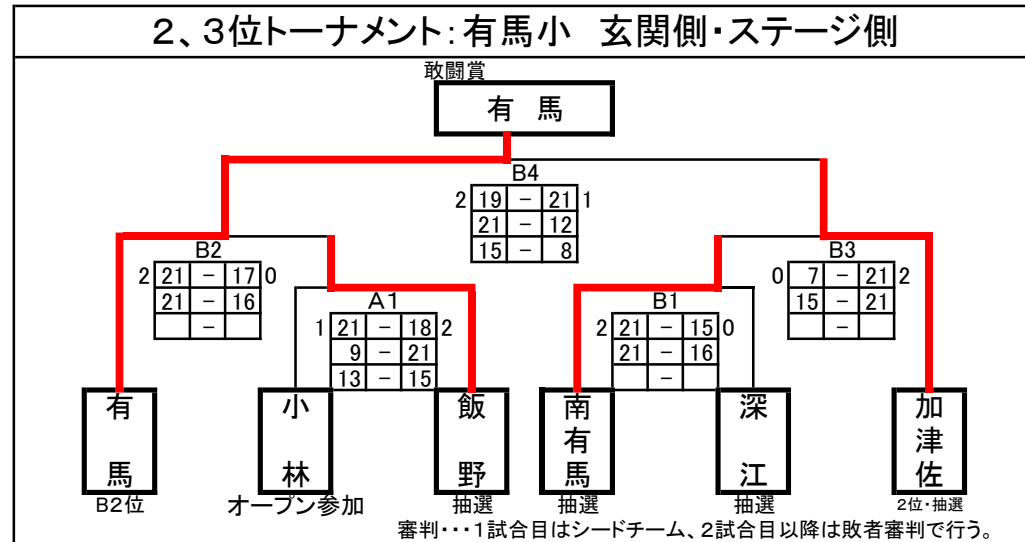 2、3位トーナメント:有馬小 玄関側・ステージ側
敢闘賞
有 馬
B4
2 19 - 21 1
21 - 12
15 - 8
B2
2 21 - 17 0
21 - 16
-
B3
0 7 - 21 2
15 - 21
-
A1
1 21 - 18 2
9 - 21
13 - 15
B1
2 21 - 15 0
21 - 16
-
有馬
小林
飯野
南有馬
深江
加津佐
B2位
オープン参加
抽選
抽選
抽選
2位・抽選
審判・・・1試合目はシードチーム、2試合目以降は敗者審判で行う。